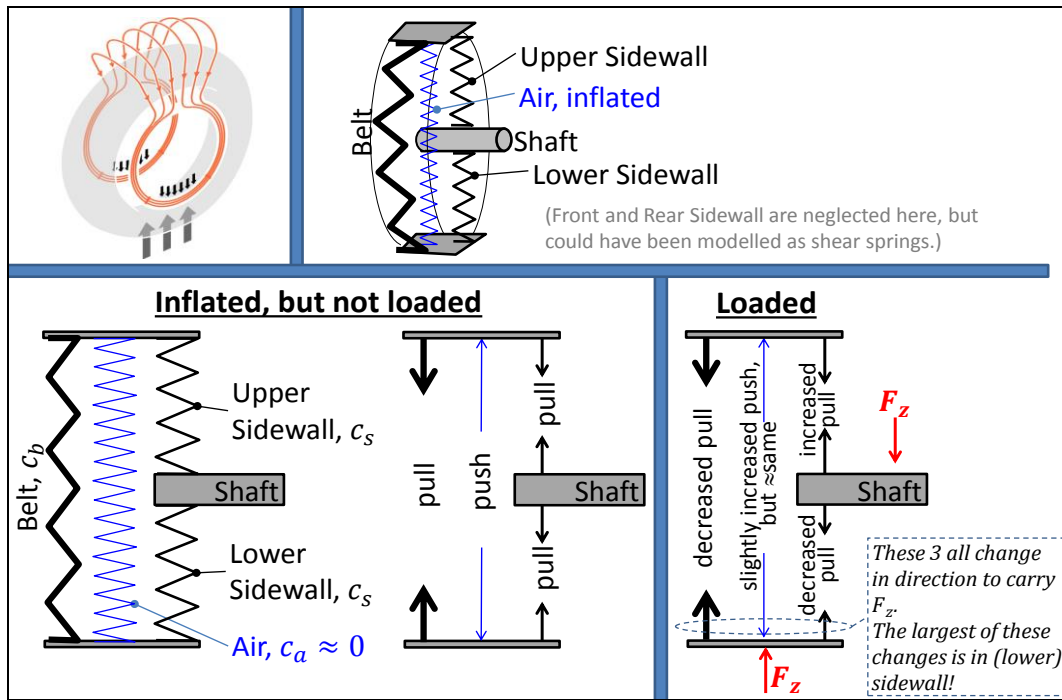 Upper Sidewall
Air, inflated
Belt
Shaft
Lower Sidewall
(Front and Rear Sidewall are neglected here, but
could have been modelled as shear springs.)
Inflated, but not loaded
Belt, c_b
Upper
Sidewall, c_s
Shaft
Lower
Sidewall, c_s
Air, c_a ≈ 0
pull
push
pull
Shaft
pull
Loaded
decreased pull
slightly increased push,
but ≈same
increased
pull
F_z
Shaft
decreased
pull
F_z
These 3 all change
in direction to carry
F_z.
The largest of these
changes is in (lower)
sidewall!